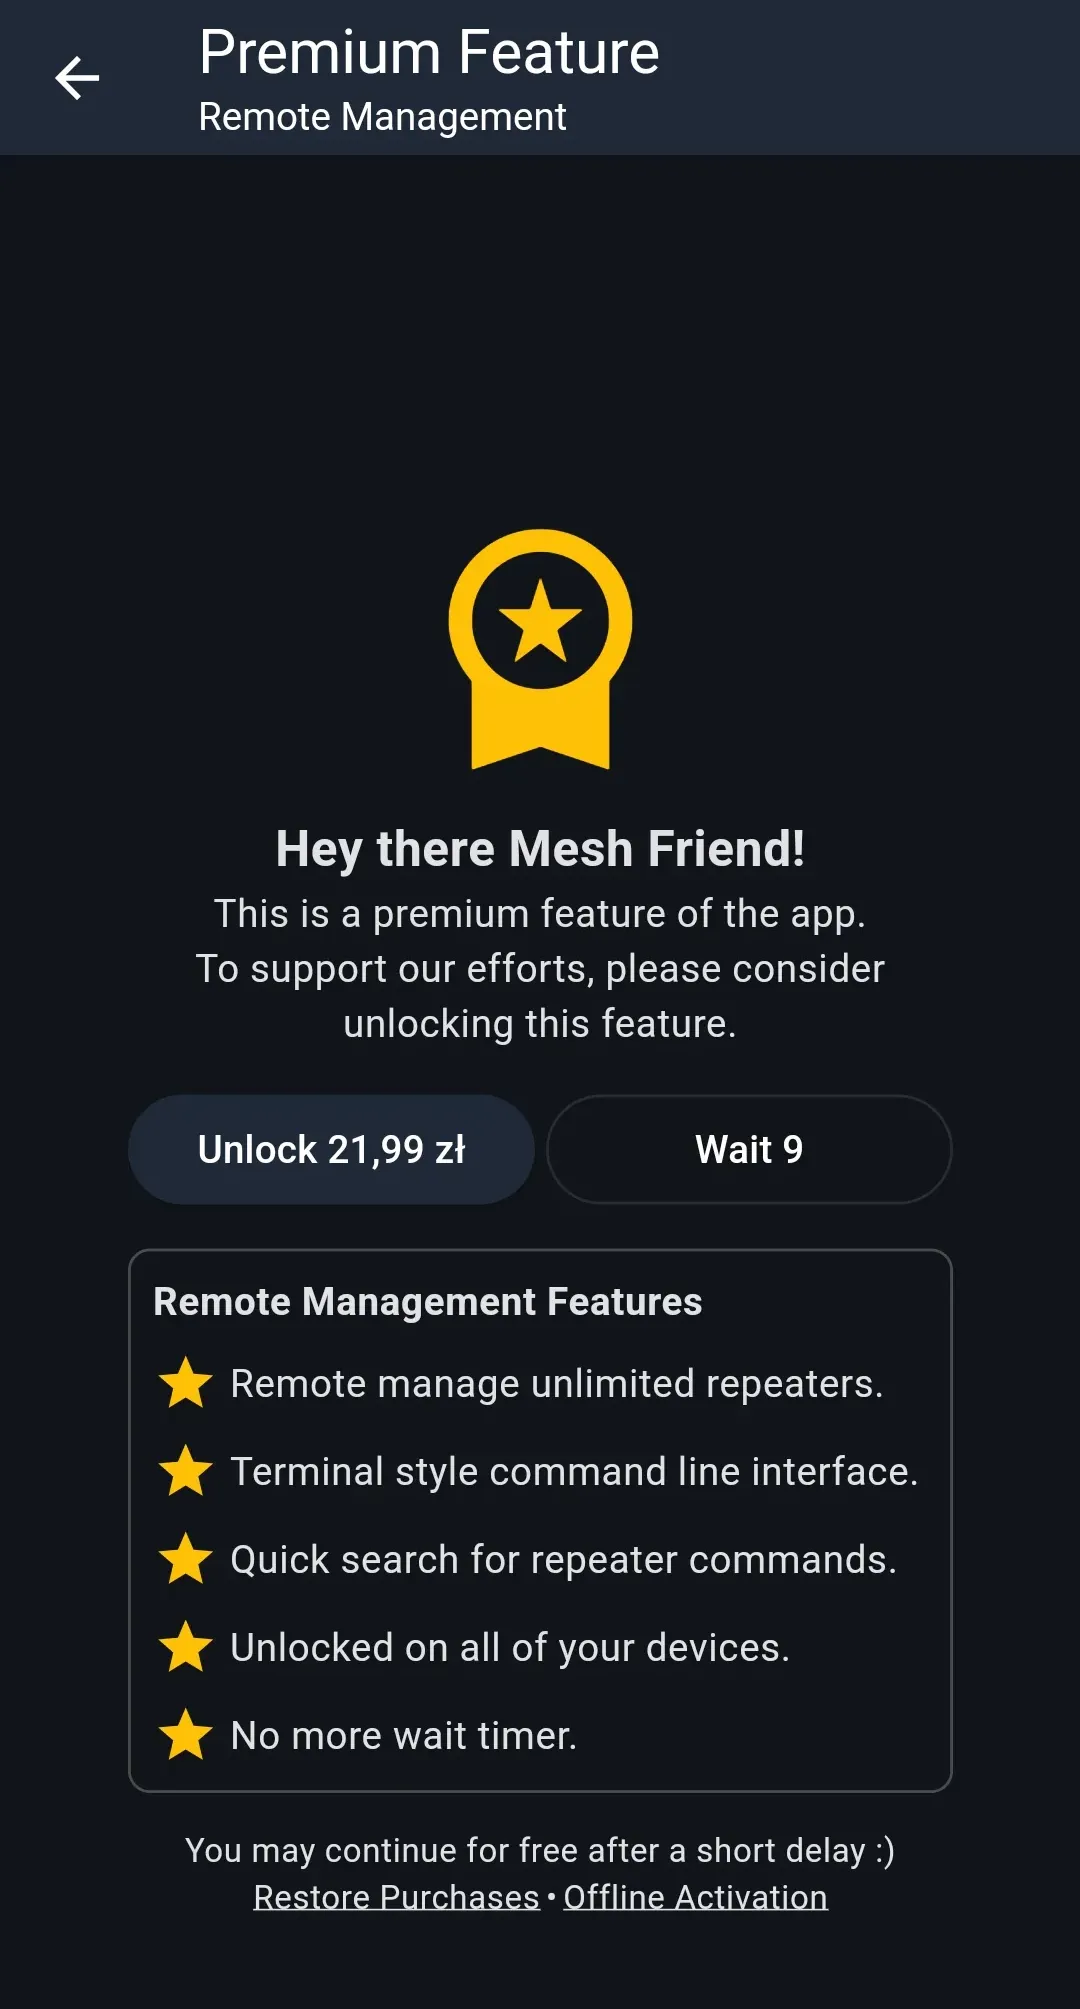 Premium Feature
Remote Management
Hey there Mesh Friend!
This is a premium feature of the app.
To support our efforts, please consider
unlocking this feature.
Unlock 21,99 zł
Wait 9
Remote Management Features
Remote manage unlimited repeaters.
Terminal style command line interface.
Quick search for repeater commands.
Unlocked on all of your devices.
No more wait timer.
You may continue for free after a short delay :)
Restore Purchases • Offline Activation